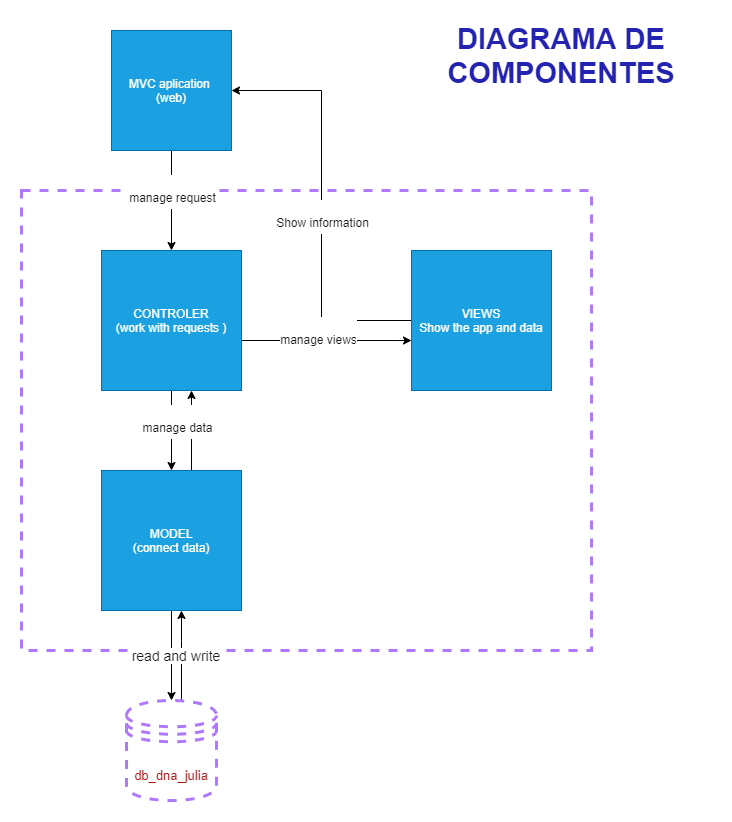 DIAGRAMA DE
COMPONENTES
MVC aplication
(web)
manage request
Show information
CONTROLER
(work with requests )
VIEWS
Show the app and data
manage views
manage data
MODEL
(connect data)
read and write
db_dna_julia